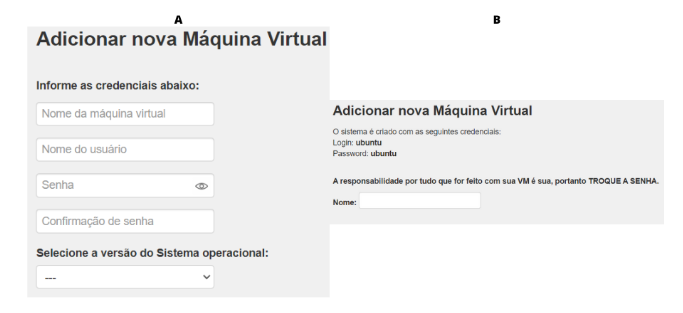 A
Adicionar nova Máquina Virtual
Informe as credenciais abaixo:
Nome da máquina virtual
Nome do usuário
Senha
Confirmação de senha
Selecione a versão do Sistema operacional:
---
B
Adicionar nova Máquina Virtual
O sistema é criado com as seguintes credenciais:
Login: ubuntu
Password: ubuntu
A responsabilidade por tudo que for feito com sua VM é sua, portanto TROQUE A SENHA.
Nome: